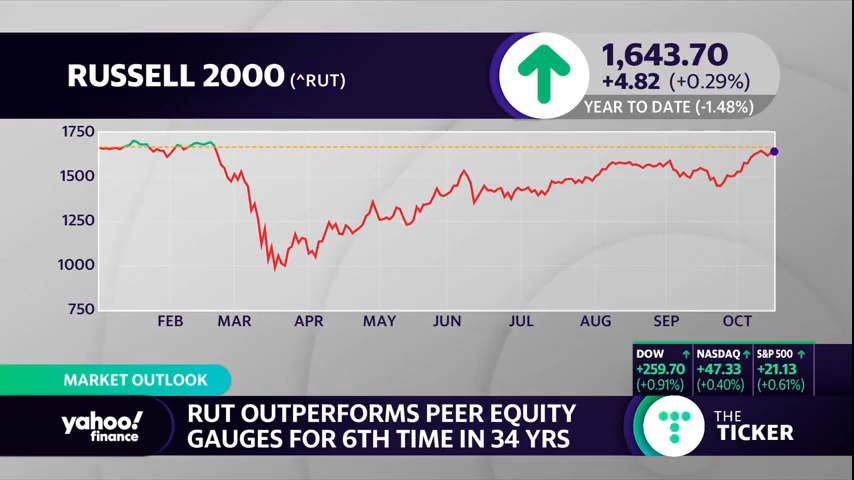 RUSSELL 2000 (^RUT)
1,643.70
+4.82 (+0.29%)
YEAR TO DATE (-1.48%)
1750
1500
1250
1000
750
FEB MAR APR MAY JUN JUL AUG SEP OCT
DOW NASDAQ S&P 500
+259.70 +47.33 +21.13
(+0.91%) (+0.40%) (+0.61%)
MARKET OUTLOOK
yahoo!
finance
RUT OUTPERFORMS PEER EQUITY
GAUGES FOR 6TH TIME IN 34 YRS
THE
TICKER